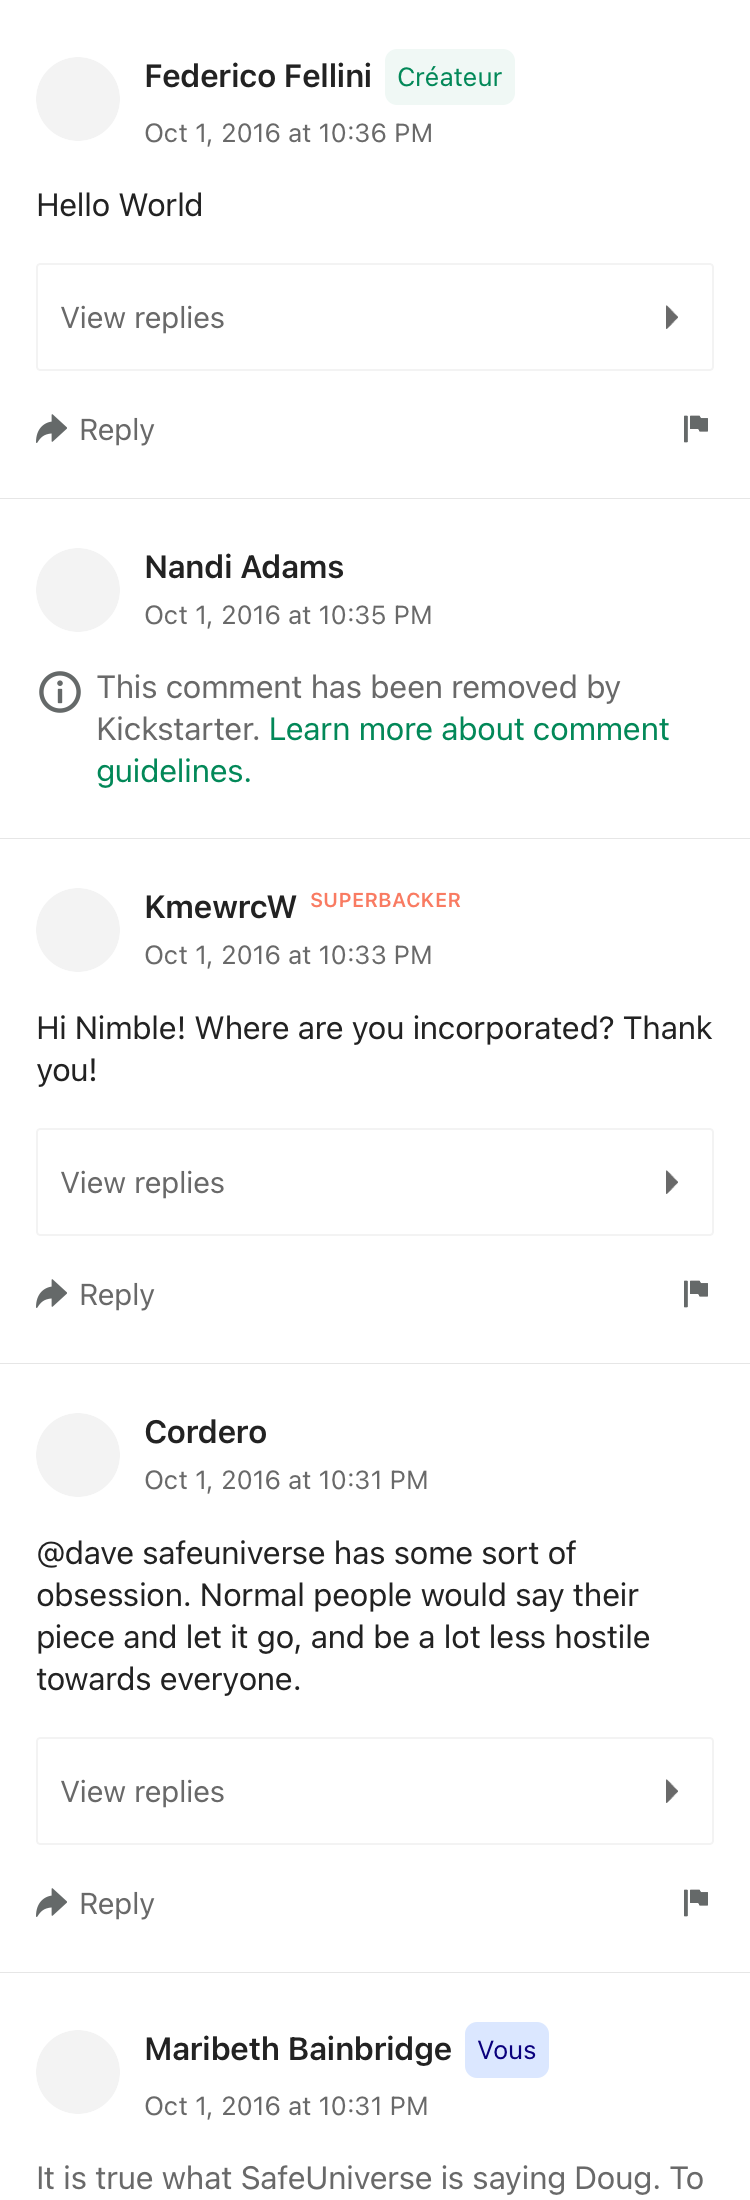 Federico Fellini Créateur
Oct 1, 2016 at 10:36 PM
Hello World
View replies
Reply
Nandi Adams
Oct 1, 2016 at 10:35 PM
This comment has been removed by
Kickstarter. Learn more about comment
guidelines.
KmewrcW SUPERBACKER
Oct 1, 2016 at 10:33 PM
Hi Nimble! Where are you incorporated? Thank
you!
View replies
Reply
Cordero
Oct 1, 2016 at 10:31 PM
@dave safeuniverse has some sort of
obsession. Normal people would say their
piece and let it go, and be a lot less hostile
towards everyone.
View replies
Reply
Maribeth Bainbridge Vous
Oct 1, 2016 at 10:31 PM
It is true what SafeUniverse is saying Doug. To